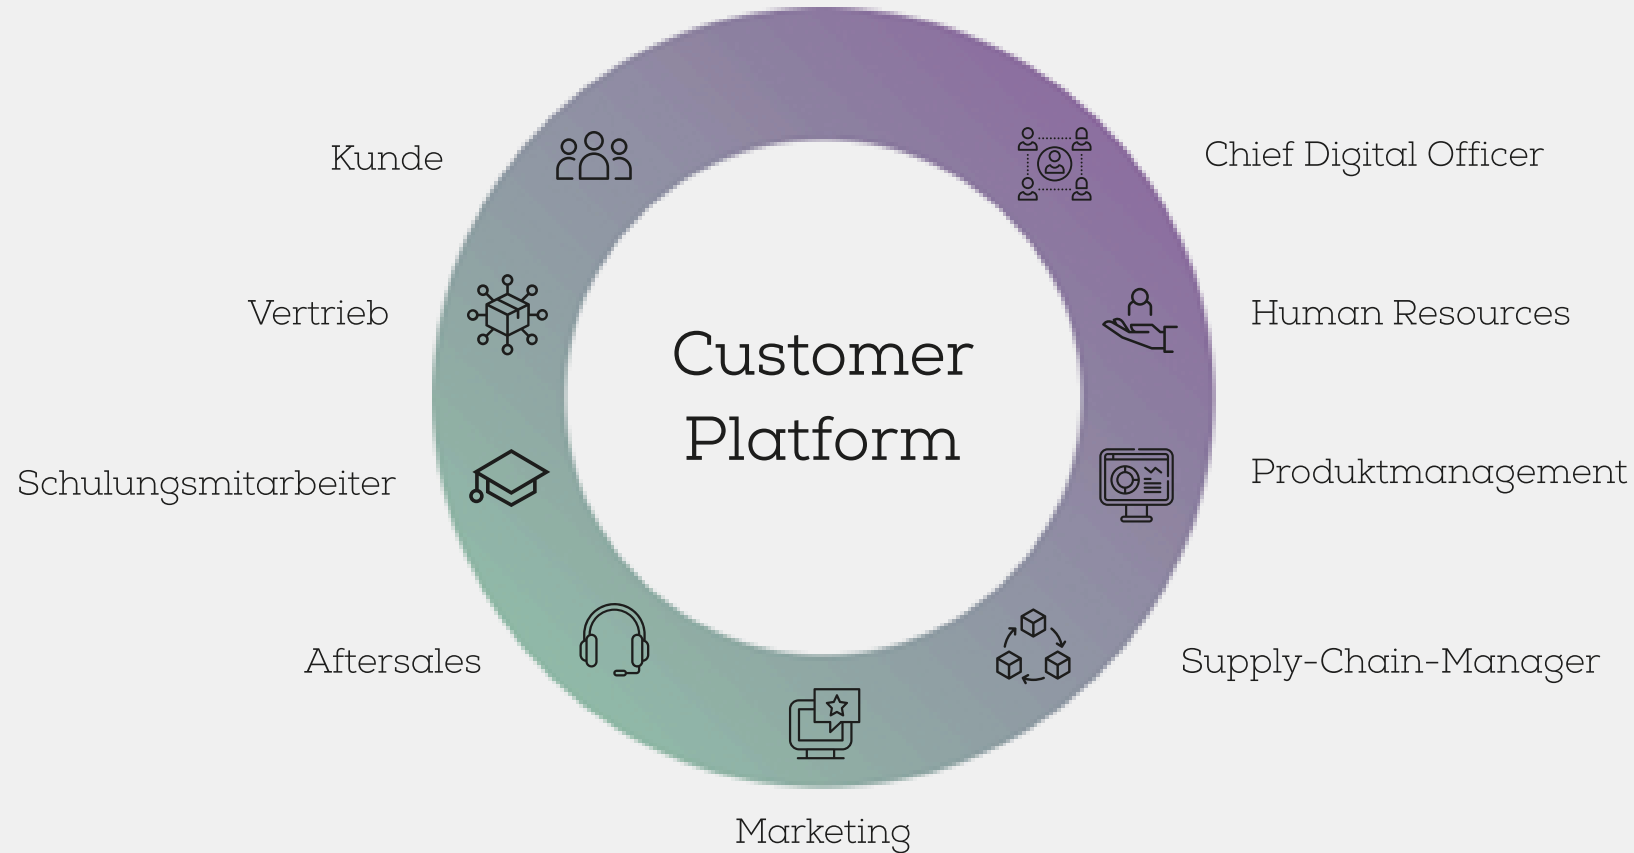 Kunde
Chief Digital Officer
Vertrieb
Human Resources
Customer
Platform
Schulungsmitarbeiter
Produktmanagement
Aftersales
Supply-Chain-Manager
Marketing